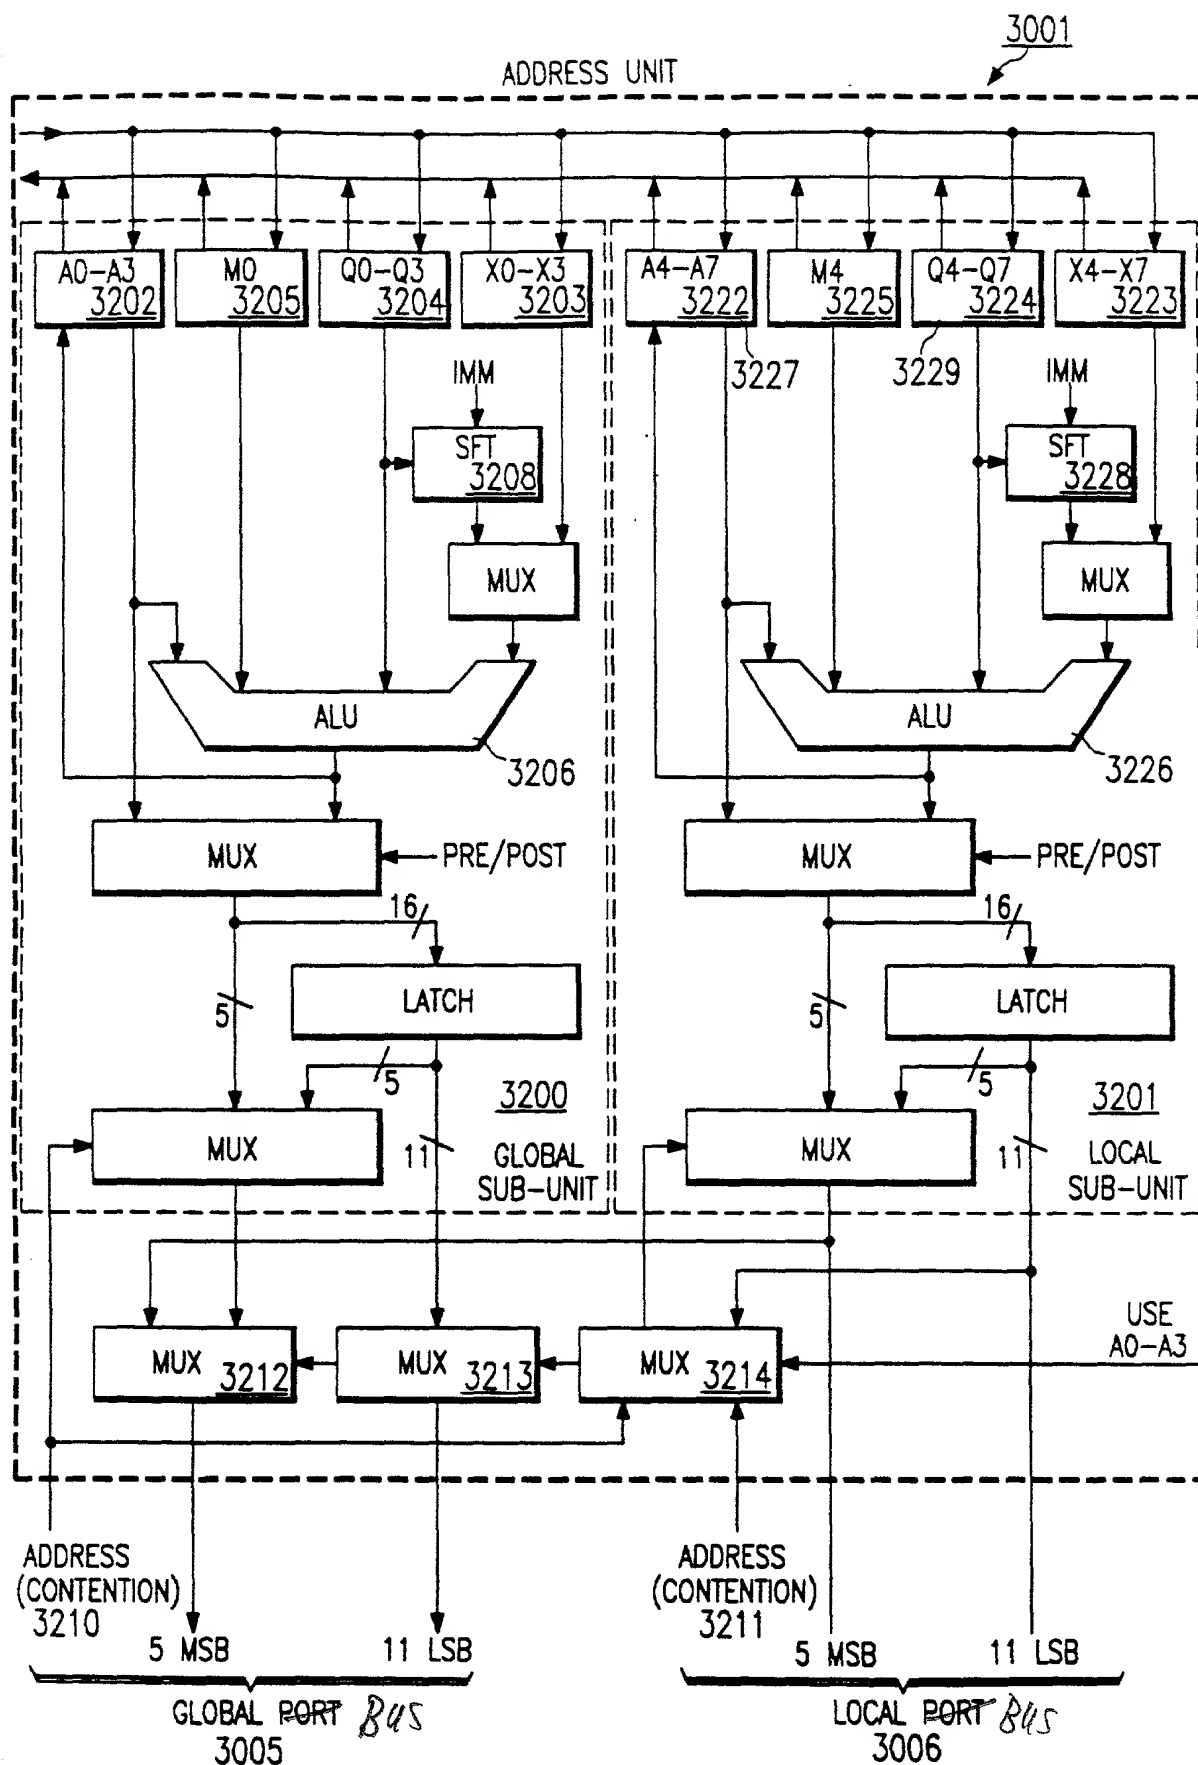 3001
ADDRESS UNIT
A0-A3 3202
M0 3205
Q0-Q3 3204
X0-X3 3203
A4-A7 3222
M4 3225
Q4-Q7 3224
X4-X7 3223
3227
3229
IMM
IMM
SFT 3208
SFT 3228
MUX
MUX
ALU
ALU
3206
3226
MUX
PRE/POST
MUX
PRE/POST
16
16
LATCH
LATCH
5
5
5
5
3200
3201
MUX
11
GLOBAL
SUB-UNIT
MUX
11
LOCAL
SUB-UNIT
USE
A0-A3
MUX 3212
MUX 3213
MUX 3214
ADDRESS
(CONTENTION)
3210
ADDRESS
(CONTENTION)
3211
5 MSB
11 LSB
5 MSB
11 LSB
GLOBAL PORT Bus
3005
LOCAL PORT Bus
3006